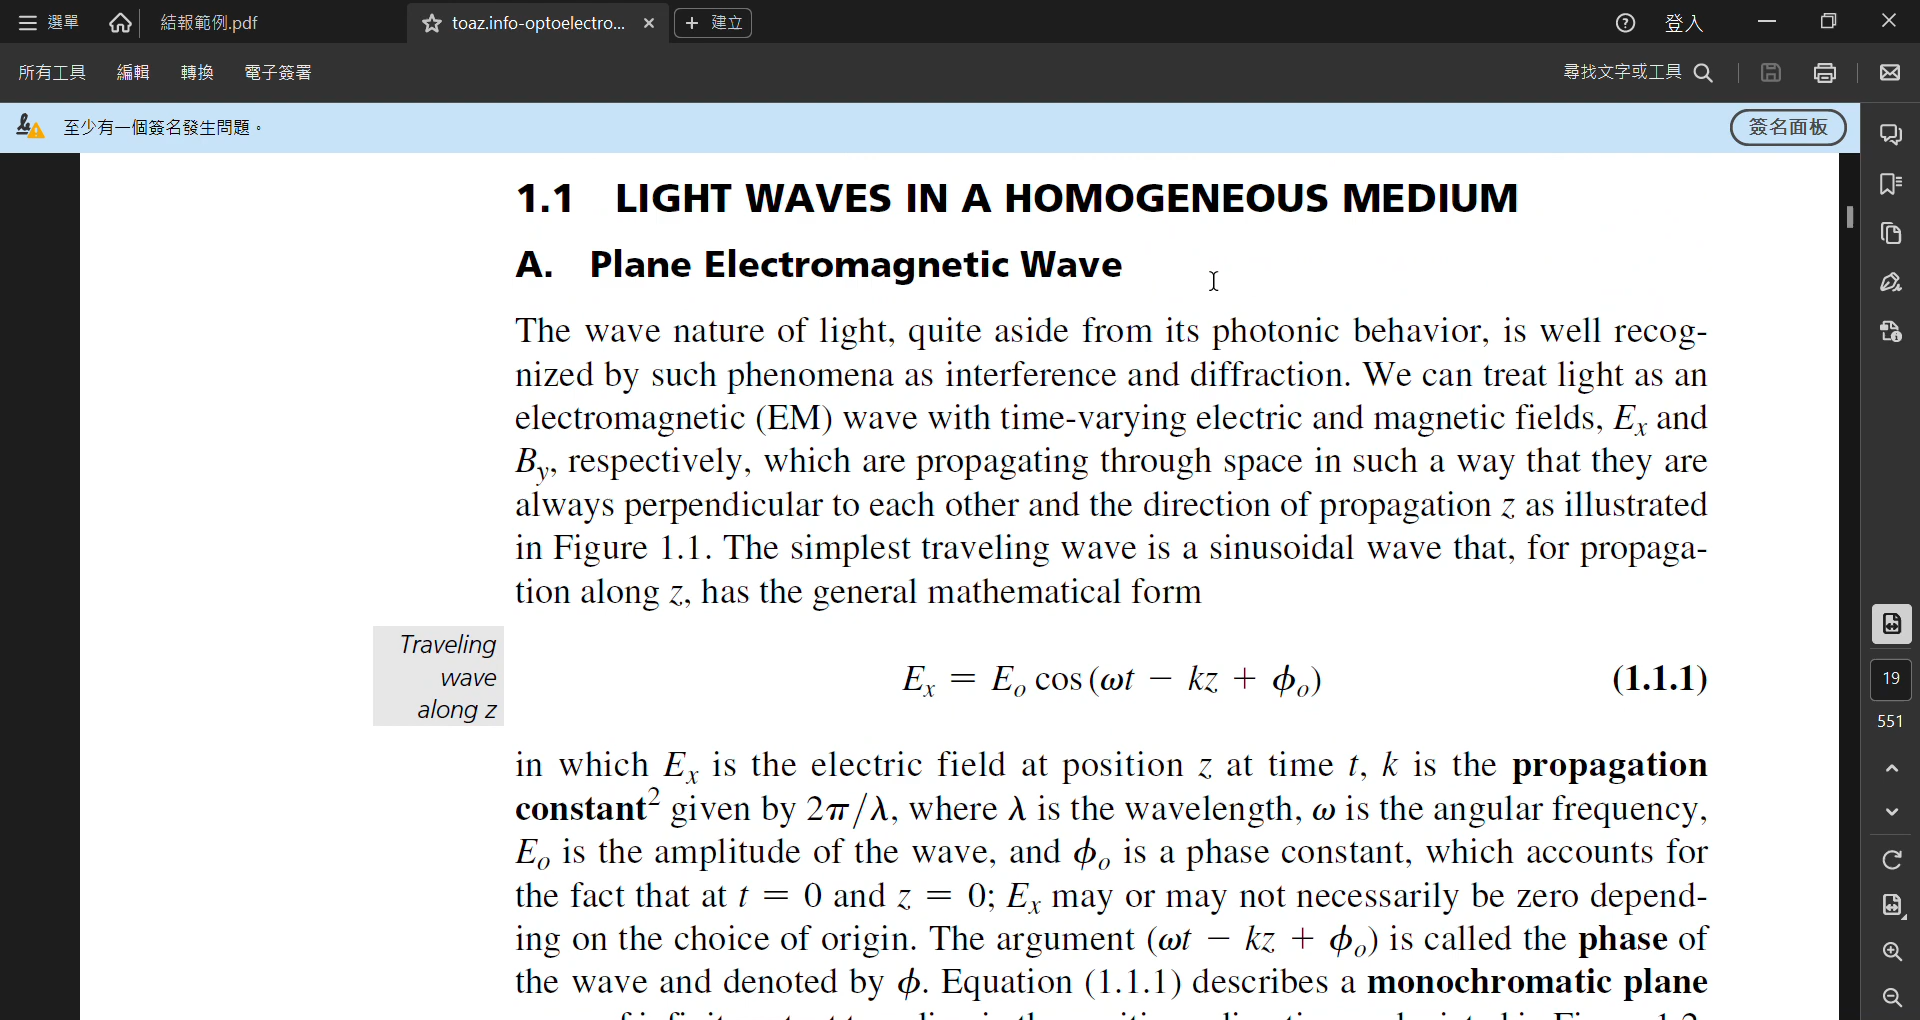 選單
結報範例.pdf
toaz.info-optoelectro...
建立
登入
所有工具 編輯 轉換 電子簽署
尋找文字或工具
至少有一個簽名發生問題。
簽名面板
1.1 LIGHT WAVES IN A HOMOGENEOUS MEDIUM
A. Plane Electromagnetic Wave
The wave nature of light, quite aside from its photonic behavior, is well recog-
nized by such phenomena as interference and diffraction. We can treat light as an
electromagnetic (EM) wave with time-varying electric and magnetic fields, Eₓ and
B_y, respectively, which are propagating through space in such a way that they are
always perpendicular to each other and the direction of propagation z as illustrated
in Figure 1.1. The simplest traveling wave is a sinusoidal wave that, for propaga-
tion along z, has the general mathematical form
Traveling
wave
along z
Eₓ = Eₒ cos(ωt − kz + ϕₒ) (1.1.1)
in which Eₓ is the electric field at position z at time t, k is the propagation
constant² given by 2π/λ, where λ is the wavelength, ω is the angular frequency,
Eₒ is the amplitude of the wave, and ϕₒ is a phase constant, which accounts for
the fact that at t = 0 and z = 0; Eₓ may or may not necessarily be zero depend-
ing on the choice of origin. The argument (ωt − kz + ϕₒ) is called the phase of
the wave and denoted by ϕ. Equation (1.1.1) describes a monochromatic plane
19
551